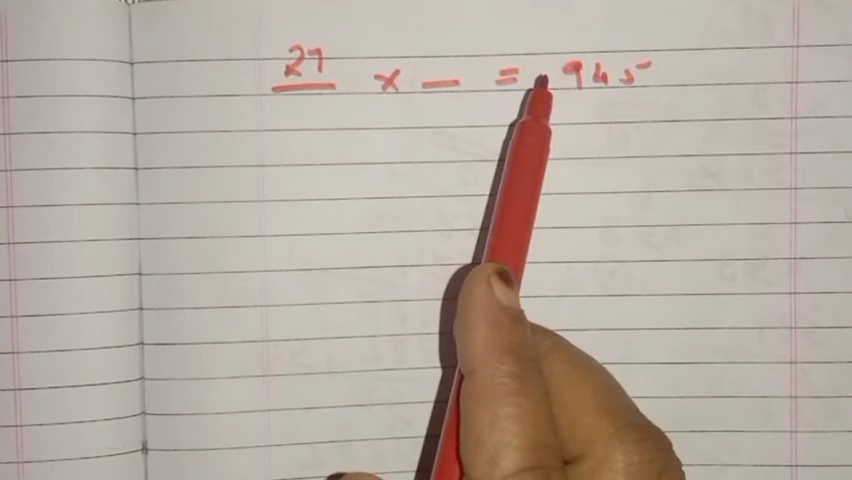 27 × _ = 945